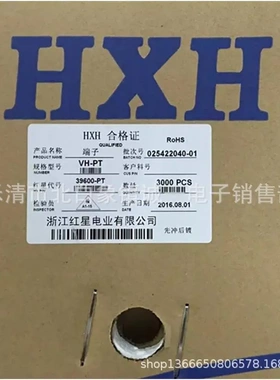 HXH
HXH 合格证
QUALIFIED
RoHS
产品名称 端子 批次号 025422040-01
PRODUCT NAME BATCH NO
规格型号 VH-PT 客户料号
NUMBER CUS P/N
39600-PT 3000 PCS
检验员 生产日期 2016.08.01
INSPECTOR
浙江红星电业有限公司 先冲后镀
HXH
shop1366650806578.1688